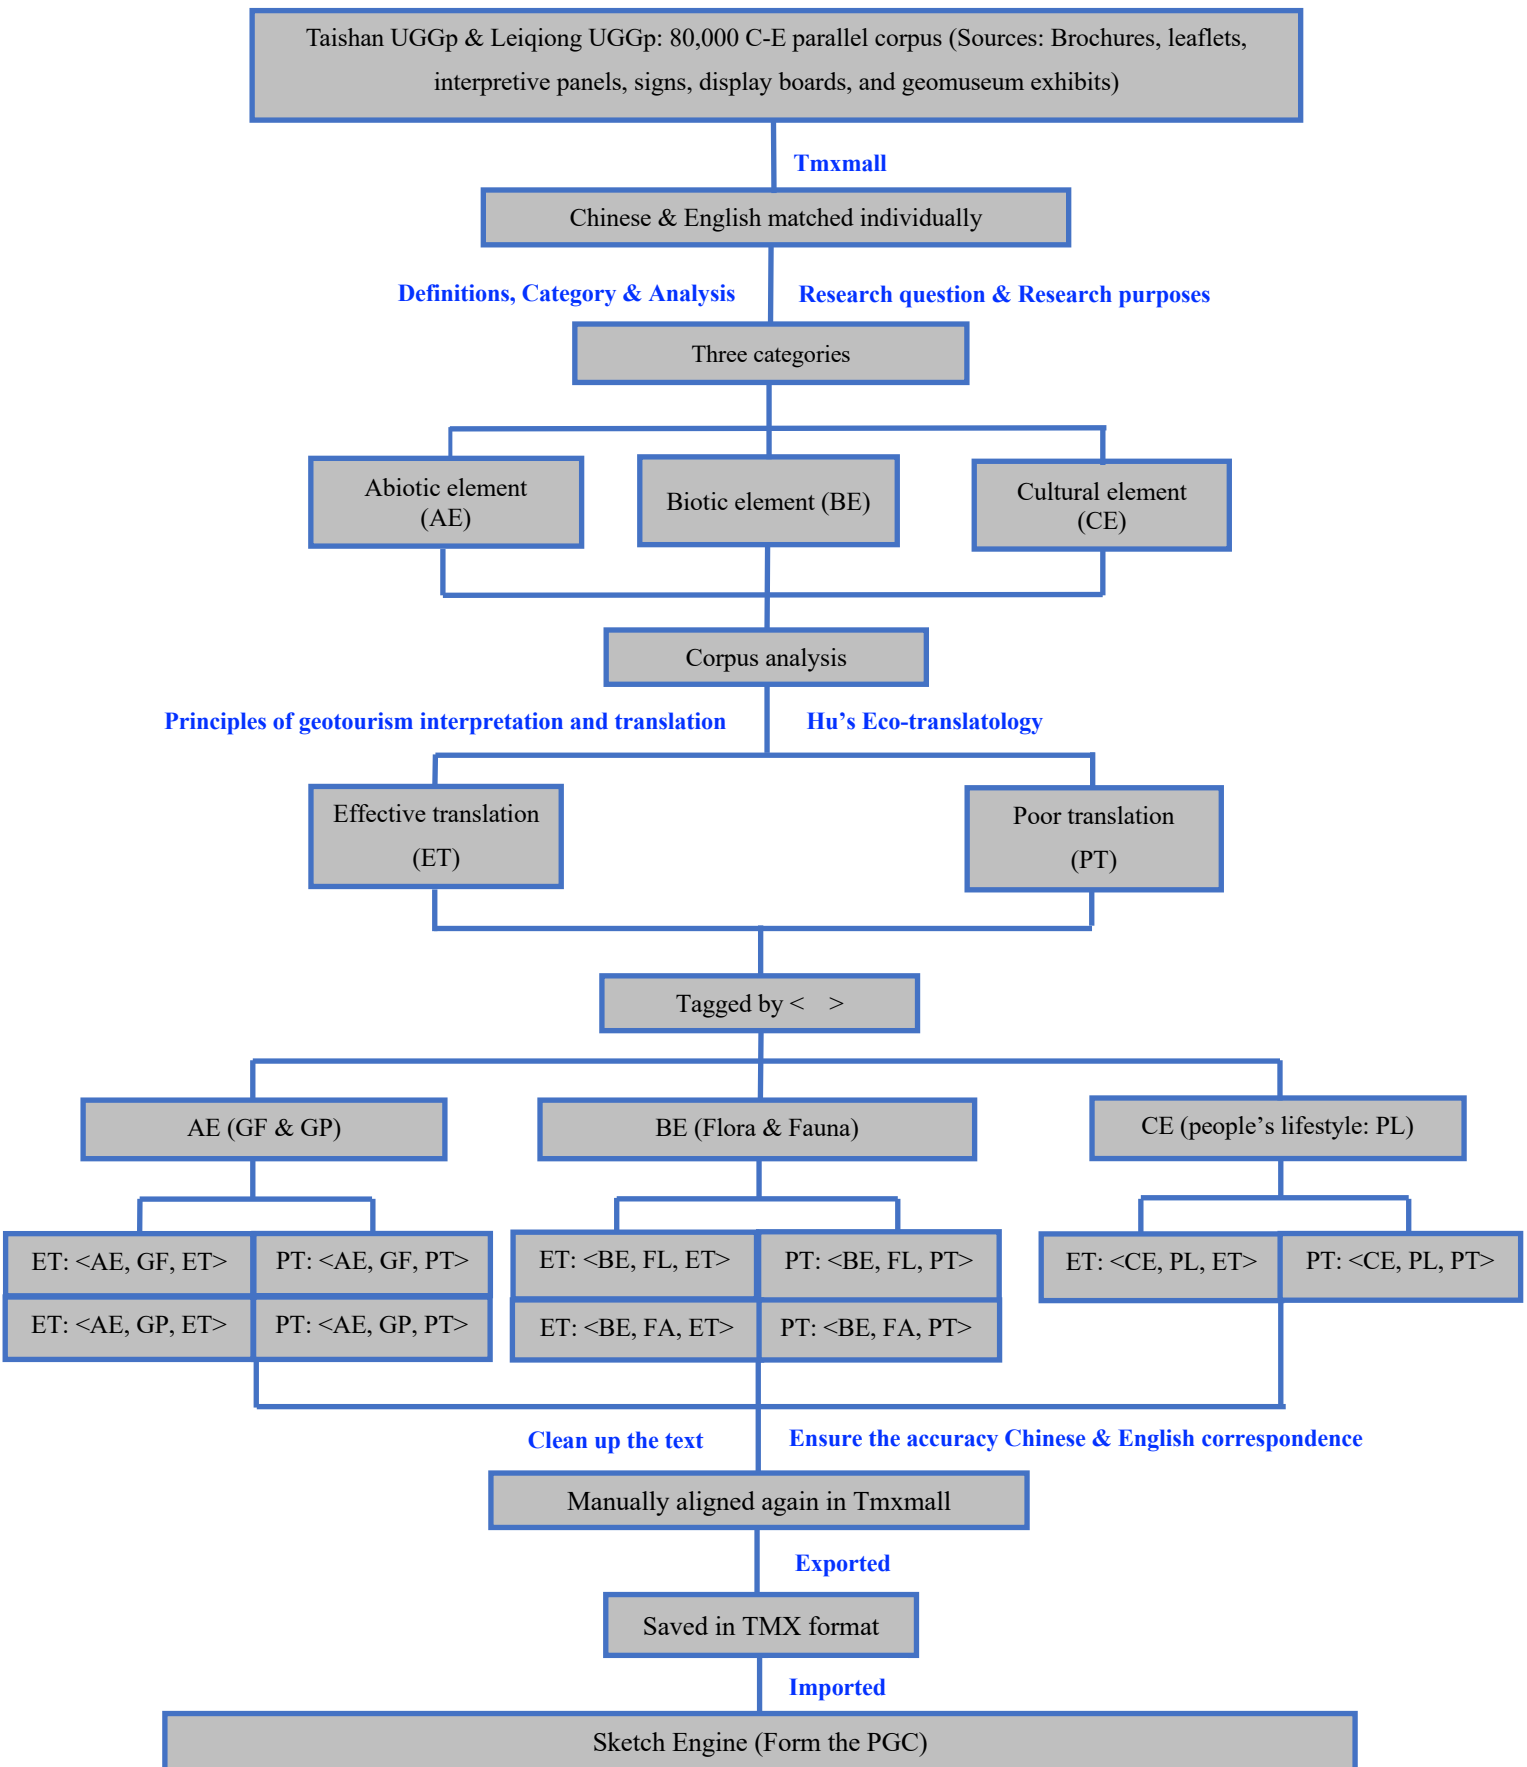 Taishan UGGp & Leiqiong UGGp: 80,000 C-E parallel corpus (Sources: Brochures, leaflets,
interpretive panels, signs, display boards, and geomuseum exhibits)
Tmxmall
Chinese & English matched individually
Definitions, Category & Analysis
Research question & Research purposes
Three categories
Abiotic element
(AE)
Biotic element (BE)
Cultural element
(CE)
Corpus analysis
Principles of geotourism interpretation and translation
Hu’s Eco-translatology
Effective translation
(ET)
Poor translation
(PT)
Tagged by <    >
AE (GF & GP)
BE (Flora & Fauna)
CE (people’s lifestyle: PL)
ET: <AE, GF, ET>
PT: <AE, GF, PT>
ET: <BE, FL, ET>
PT: <BE, FL, PT>
ET: <CE, PL, ET>
PT: <CE, PL, PT>
ET: <AE, GP, ET>
PT: <AE, GP, PT>
ET: <BE, FA, ET>
PT: <BE, FA, PT>
Clean up the text
Ensure the accuracy Chinese & English correspondence
Manually aligned again in Tmxmall
Exported
Saved in TMX format
Imported
Sketch Engine (Form the PGC)